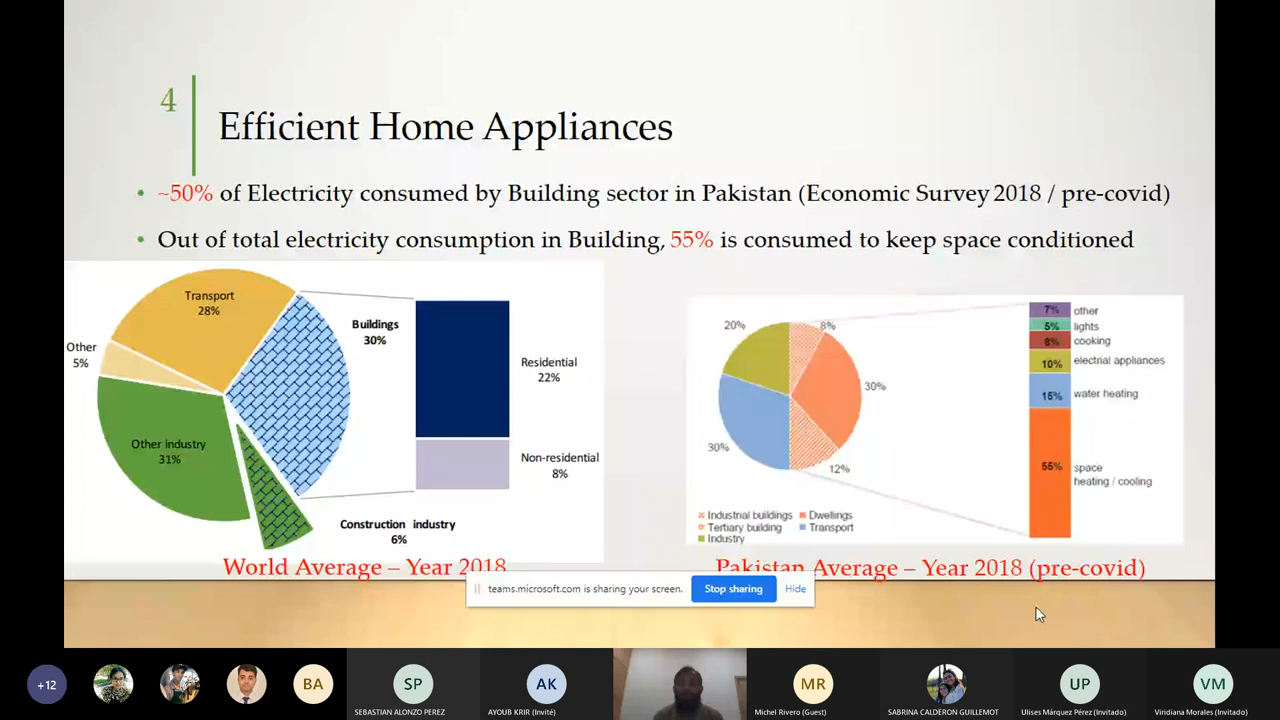 4
Efficient Home Appliances
• ~50% of Electricity consumed by Building sector in Pakistan (Economic Survey 2018 / pre-covid)
• Out of total electricity consumption in Building, 55% is consumed to keep space conditioned
Transport
28%
Other
5%
Other industry
31%
Buildings
30%
Residential
22%
Non-residential
8%
Construction industry
6%
World Average – Year 2018
20%
8%
30%
30%
12%
7% other
5% lights
8% cooking
10% electrial appliances
15% water heating
55% space
heating / cooling
Industrial buildings Dwellings
Tertiary building Transport
Industry
Pakistan Average – Year 2018 (pre-covid)
teams.microsoft.com is sharing your screen. Stop sharing Hide
+12
BA
SP
SEBASTIAN ALONZO PEREZ
AK
AYOUB KRIR (Invité)
MR
Michel Rivero (Guest)
SABRINA CALDERON GUILLEMOT
UP
Ulises Márquez Pérez (Invitado)
VM
Viridiana Morales (Invitado)